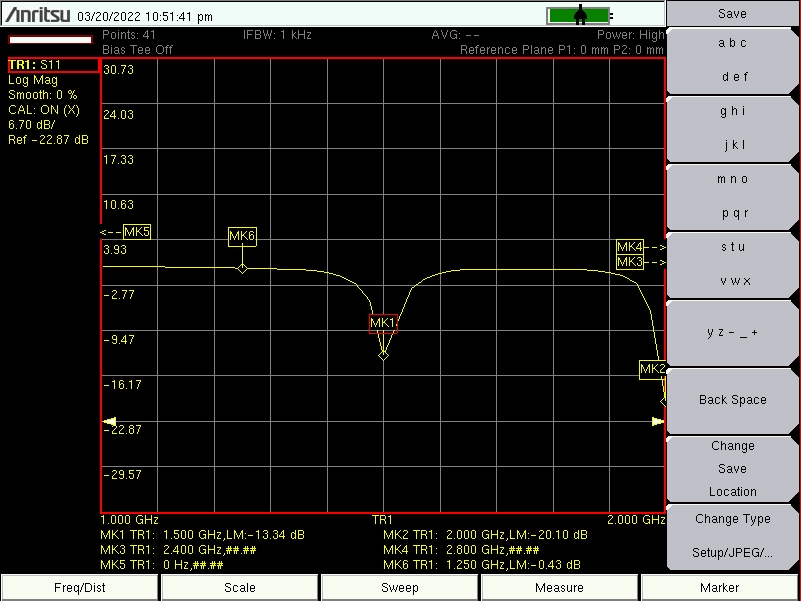 Anritsu 03/20/2022 10:51:41 pm
Save
Points: 41 IFBW: 1 kHz AVG: -- Power: High
Bias Tee Off Reference Plane P1: 0 mm P2: 0 mm
TR1: S11
Log Mag
Smooth: 0 %
CAL: ON (X)
6.70 dB/
Ref -22.87 dB
30.73
24.03
17.33
10.63
<--MK5
MK6
3.93
MK4-->
MK3-->
-2.77
MK1
-9.47
MK2
-16.17
-22.87
-29.57
1.000 GHz TR1 2.000 GHz
MK1 TR1: 1.500 GHz,LM:-13.34 dB MK2 TR1: 2.000 GHz,LM:-20.10 dB
MK3 TR1: 2.400 GHz,##.## MK4 TR1: 2.800 GHz,##.##
MK5 TR1: 0 Hz,##.## MK6 TR1: 1.250 GHz,LM:-0.43 dB
a b c
d e f
g h i
j k l
m n o
p q r
s t u
v w x
y z - _ +
Back Space
Change
Save
Location
Change Type
Setup/JPEG/...
Freq/Dist Scale Sweep Measure Marker